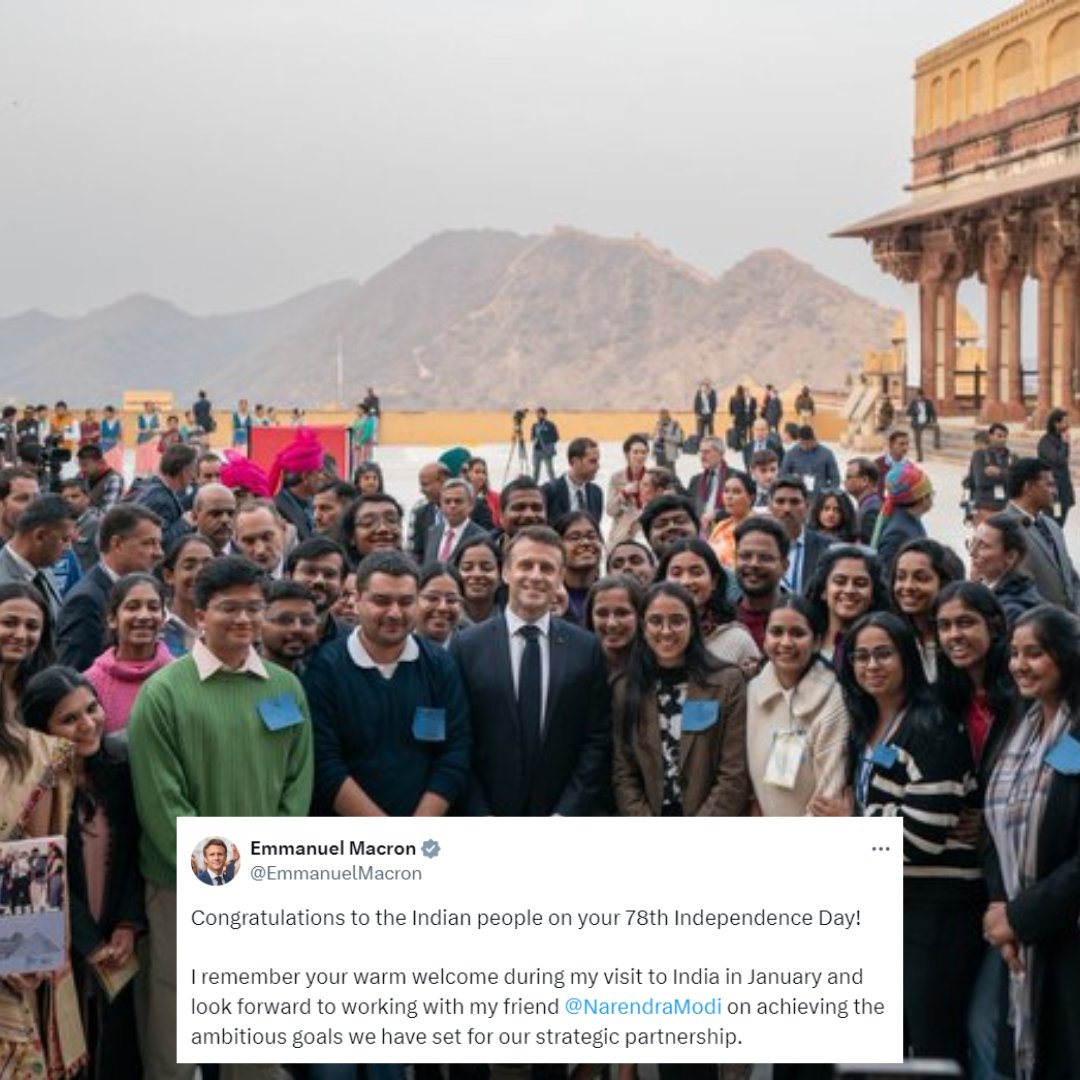 Emmanuel Macron
@EmmanuelMacron
Congratulations to the Indian people on your 78th Independence Day!
I remember your warm welcome during my visit to India in January and
look forward to working with my friend @NarendraModi on achieving the
ambitious goals we have set for our strategic partnership.